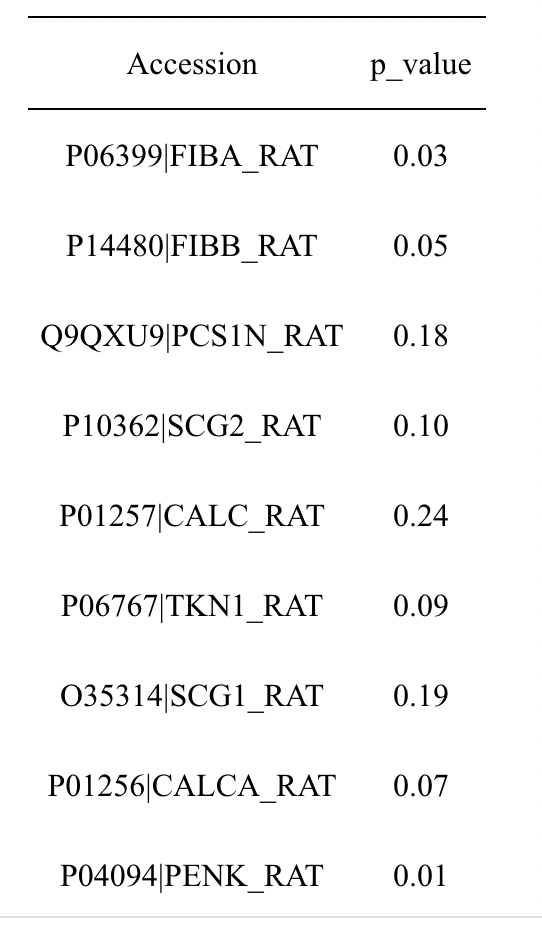 Accession p_value
P06399|FIBA_RAT 0.03
P14480|FIBB_RAT 0.05
Q9QXU9|PCS1N_RAT 0.18
P10362|SCG2_RAT 0.10
P01257|CALC_RAT 0.24
P06767|TKN1_RAT 0.09
O35314|SCG1_RAT 0.19
P01256|CALCA_RAT 0.07
P04094|PENK_RAT 0.01